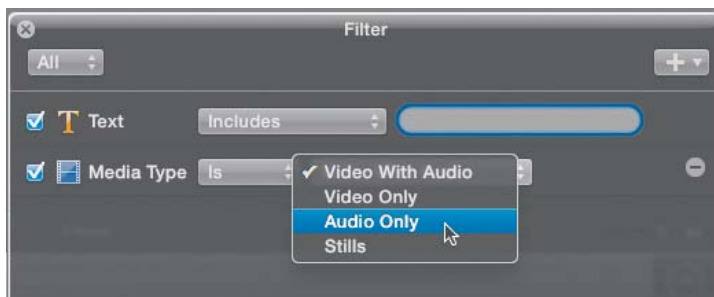 Filter
All
Text Includes
Media Type Is ✓ Video With Audio
Video Only
Audio Only
Stills